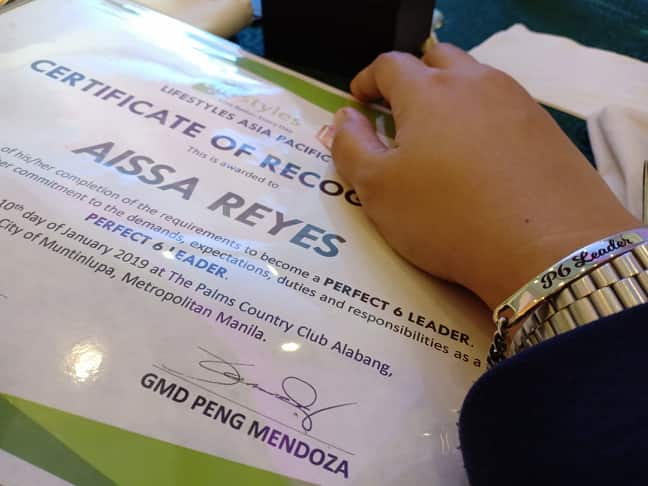 styles
LIFESTYLES ASIA PACIFIC
CERTIFICATE OF RECOG
This is awarded to
AISSA REYES
of his/her completion of the requirements to become a PERFECT 6 LEADER.
her commitment to the demands, expectations, duties and responsibilities as a
PERFECT 6 LEADER.
10th day of January 2019 at The Palms Country Club Alabang,
City of Muntinlupa, Metropolitan Manila.
GMD PENG MENDOZA
P6 Leader